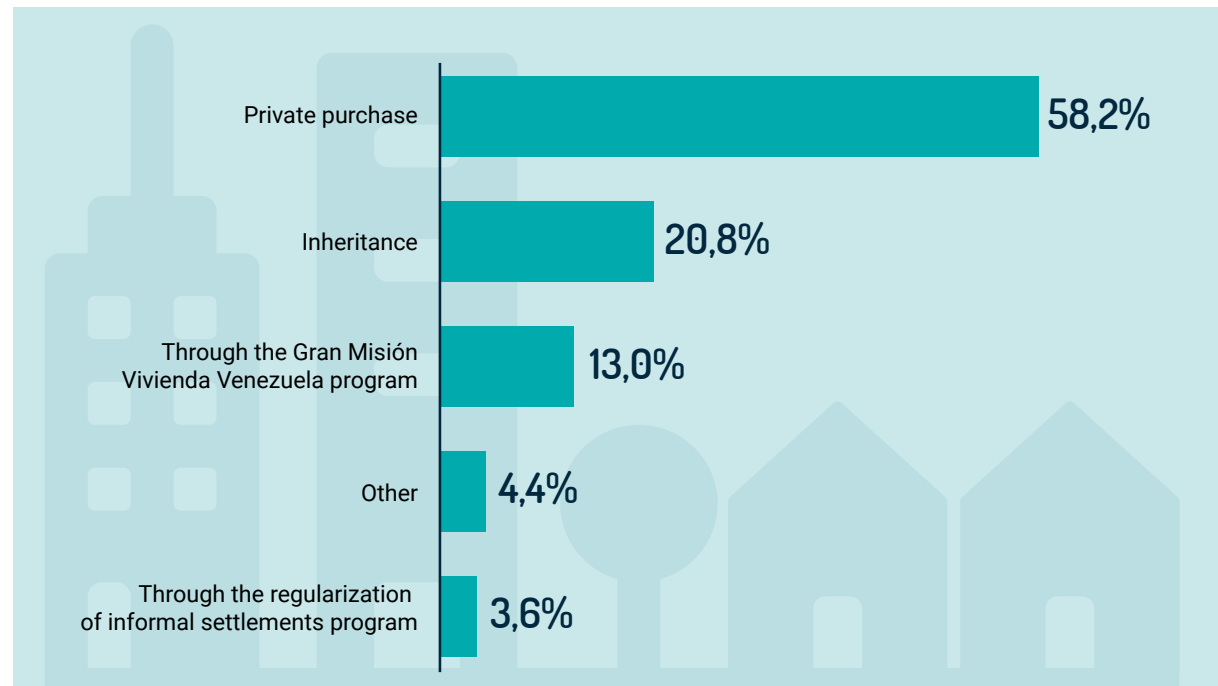 Private purchase
58,2%
Inheritance
20,8%
Through the Gran Misión
Vivienda Venezuela program
13,0%
Other
4,4%
Through the regularization
of informal settlements program
3,6%